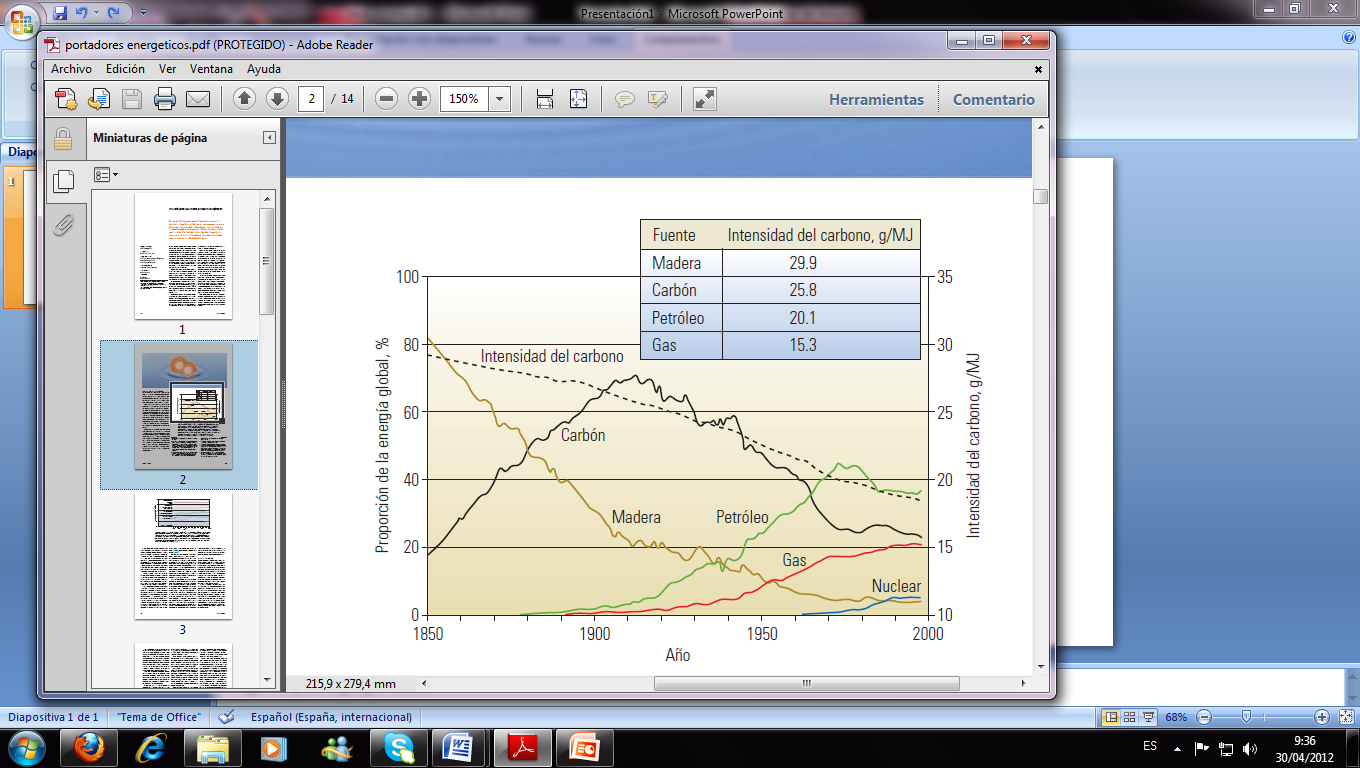 Presentación1 - Microsoft PowerPoint
portadores energeticos.pdf (PROTEGIDO) - Adobe Reader
Archivo Edición Ver Ventana Ayuda
2 / 14 150% Herramientas Comentario
Miniaturas de página
1
2
3
Diapo
1
Fuente Intensidad del carbono, g/MJ
Madera 29.9
Carbón 25.8
Petróleo 20.1
Gas 15.3
Proporción de la energía global, %
100
80
60
40
20
0
Intensidad del carbono
Carbón
Madera
Petróleo
Gas
Nuclear
35
30
25
20
15
10
Intensidad del carbono, g/MJ
1850 1900 1950 2000
Año
215,9 x 279,4 mm
Diapositiva 1 de 1 "Tema de Office" Español (España, internacional) 68%
ES 9:36
30/04/2012